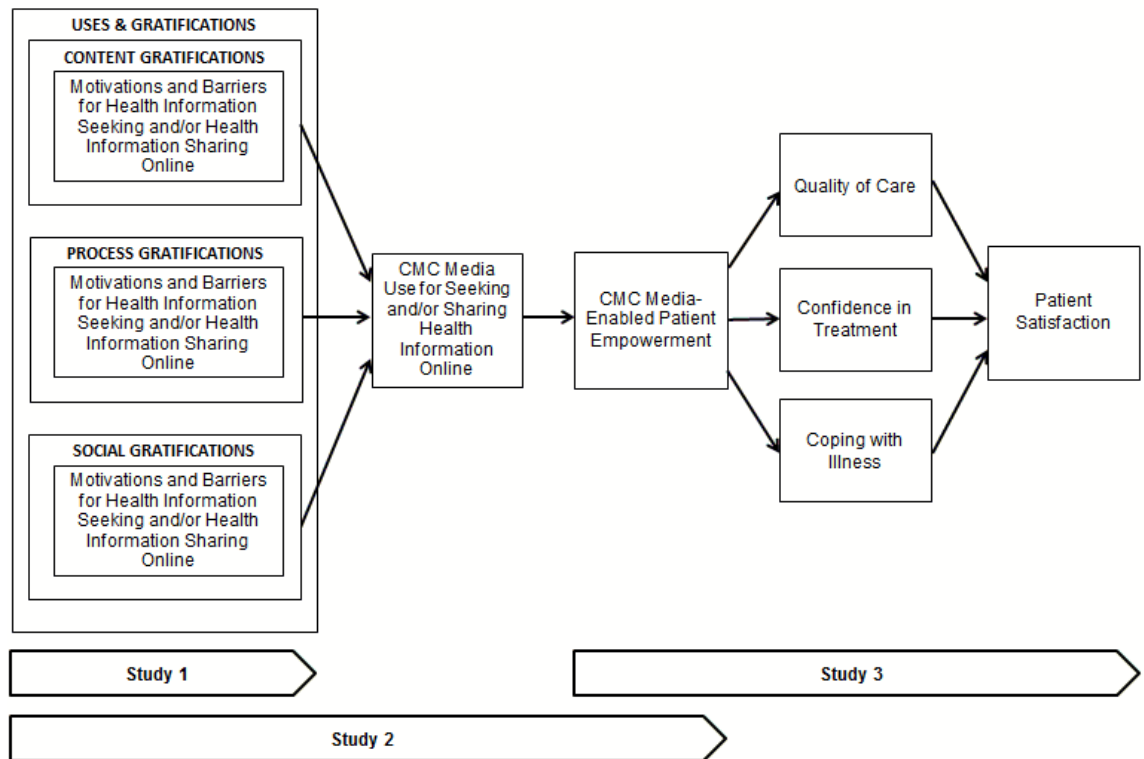 USES & GRATIFICATIONS
CONTENT GRATIFICATIONS
Motivations and Barriers
for Health Information
Seeking and/or Health
Information Sharing
Online
PROCESS GRATIFICATIONS
Motivations and Barriers
for Health Information
Seeking and/or Health
Information Sharing
Online
SOCIAL GRATIFICATIONS
Motivations and Barriers
for Health Information
Seeking and/or Health
Information Sharing
Online
CMC Media
Use for Seeking
and/or Sharing
Health
Information
Online
CMC Media-
Enabled Patient
Empowerment
Quality of Care
Confidence in
Treatment
Coping with
Illness
Patient
Satisfaction
Study 1
Study 3
Study 2